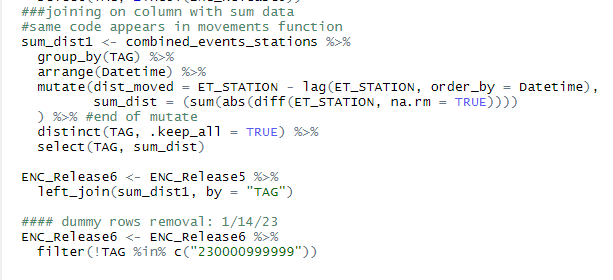 ###joining on column with sum data
#same code appears in movements function
sum_dist1 <- combined_events_stations %>%
  group_by(TAG) %>%
  arrange(Datetime) %>%
  mutate(dist_moved = ET_STATION - lag(ET_STATION, order_by = Datetime),
         sum_dist = (sum(abs(diff(ET_STATION, na.rm = TRUE))))
  ) %>% #end of mutate
  distinct(TAG, .keep_all = TRUE) %>%
  select(TAG, sum_dist)

ENC_Release6 <- ENC_Release5 %>%
  left_join(sum_dist1, by = "TAG")

#### dummy rows removal: 1/14/23
ENC_Release6 <- ENC_Release6 %>%
  filter(!TAG %in% c("230000999999"))